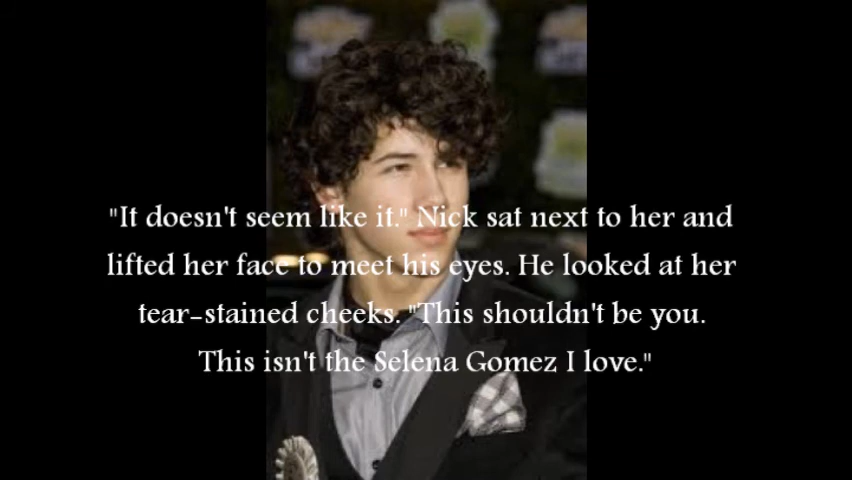 "It doesn't seem like it." Nick sat next to her and
lifted her face to meet his eyes. He looked at her
tear-stained cheeks. "This shouldn't be you.
This isn't the Selena Gomez I love."